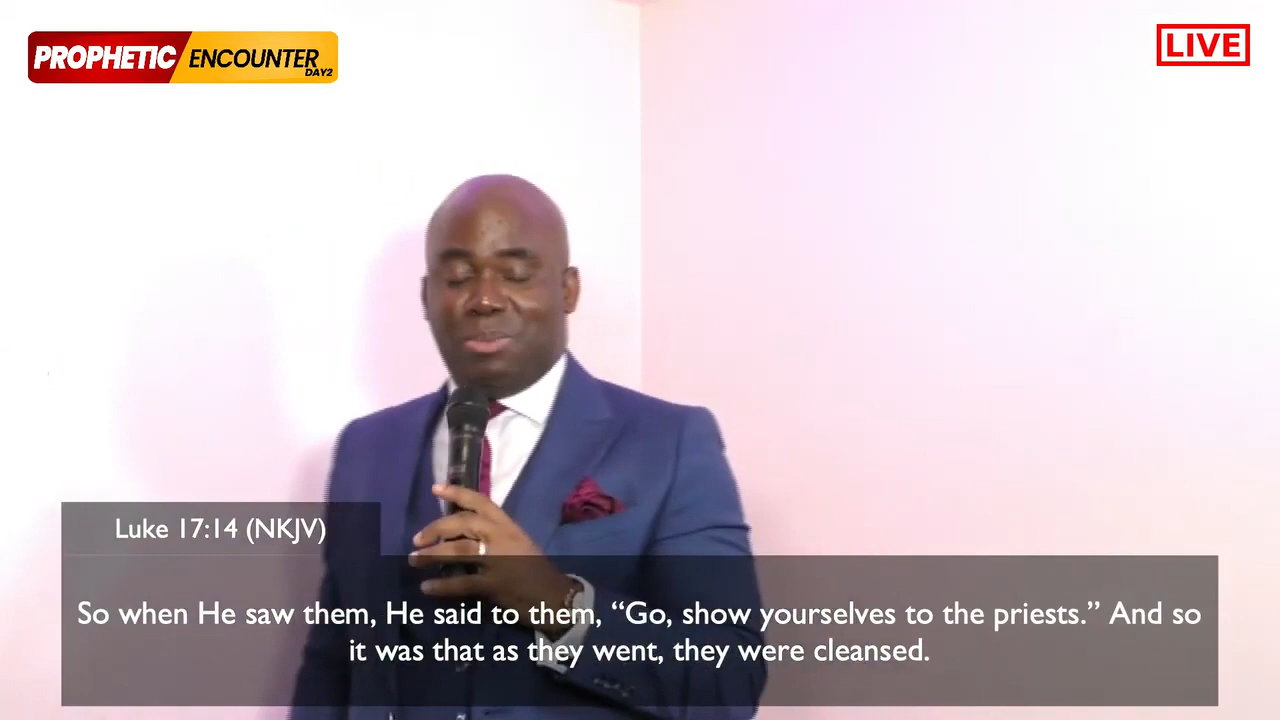 PROPHETIC ENCOUNTER
DAY2
LIVE
Luke 17:14 (NKJV)
So when He saw them, He said to them, “Go, show yourselves to the priests.” And so
it was that as they went, they were cleansed.